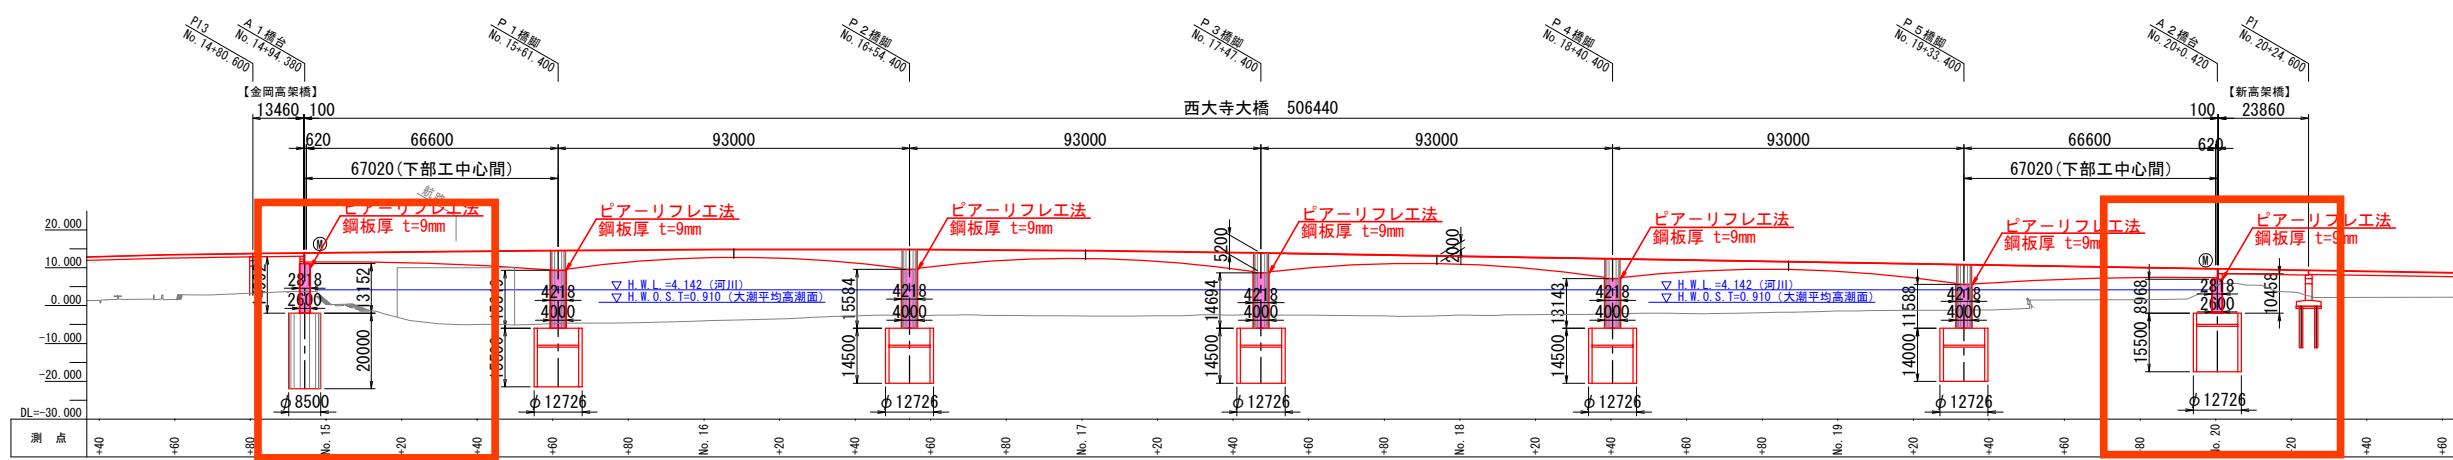 P13
No. 14+80.600
A 1橋台
No. 14+94.380
P 1橋脚
No. 15+61.400
P 2橋脚
No. 16+54.400
P 3橋脚
No. 17+47.400
P 4橋脚
No. 18+40.400
P 5橋脚
No. 19+33.400
A 2橋台
No. 20+0.420
P1
No. 20+24.600
【金岡高架橋】
【新高架橋】
13460 100 西大寺大橋 506440 100 23860
620 66600 93000 93000 93000 93000 66600 620
67020(下部工中心間) 67020(下部工中心間)
ピアーリフレ工法
鋼板厚 t=9mm
ピアーリフレ工法
鋼板厚 t=9mm
ピアーリフレ工法
鋼板厚 t=9mm
ピアーリフレ工法
鋼板厚 t=9mm
ピアーリフレ工法
鋼板厚 t=9mm
ピアーリフレ工法
鋼板厚 t=9mm
ピアーリフレ工法
鋼板厚 t=9mm
5200
2000
M
M
20.000
10.000
0.000
-10.000
-20.000
DL=-30.000
▽ H.W.L.=4.142 (河川)
▽ H.W.O.S.T=0.910 (大潮平均高潮面)
▽ H.W.L.=4.142 (河川)
▽ H.W.O.S.T=0.910 (大潮平均高潮面)
2818
2600
13152
20000
φ8500
4218
4000
φ12726
4218
4000
15584
14500
φ12726
4218
4000
14694
14500
φ12726
4218
4000
13143
14500
φ12726
4218
4000
11588
14000
φ12726
2818
2600
8968
15500
10458
φ12726
測 点
+40 +60 +80 No. 15 +20 +40 +60 +80 No. 16 +20 +40 +60 +80 No. 17 +20 +40 +60 +80 No. 18 +20 +40 +60 +80 No. 19 +20 +40 +60 +80 No. 20 +20 +40 +60